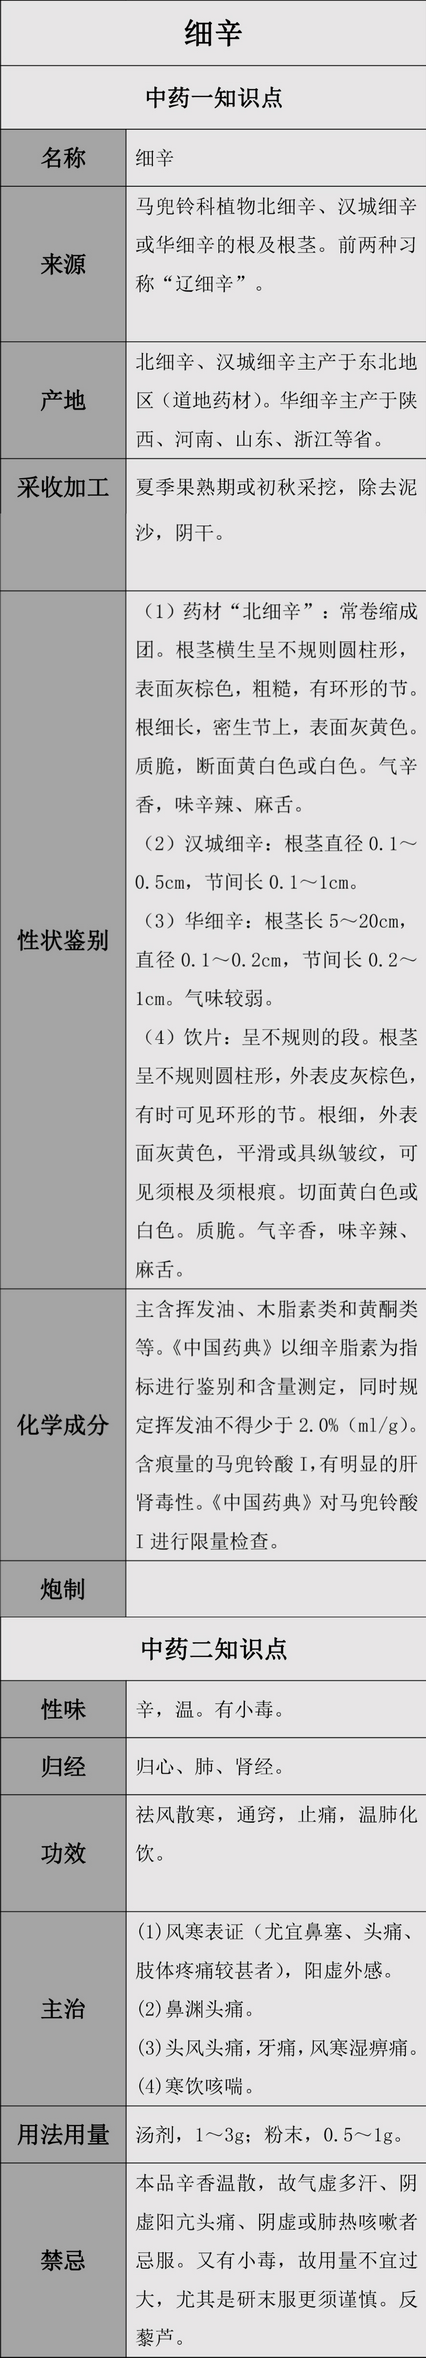 细辛
中药一知识点
名称
细辛
来源
马兜铃科植物北细辛、汉城细辛
或华细辛的根及根茎。前两种习
称“辽细辛”。
产地
北细辛、汉城细辛主产于东北地
区（道地药材）。华细辛主产于陕
西、河南、山东、浙江等省。
采收加工
夏季果熟期或初秋采挖，除去泥
沙，阴干。
性状鉴别
（1）药材“北细辛”：常卷缩成
团。根茎横生呈不规则圆柱形，
表面灰棕色，粗糙，有环形的节。
根细长，密生节上，表面灰黄色。
质脆，断面黄白色或白色。气辛
香，味辛辣、麻舌。
（2）汉城细辛：根茎直径 0.1～
0.5cm，节间长 0.1～1cm。
（3）华细辛：根茎长 5～20cm，
直径 0.1～0.2cm，节间长 0.2～
1cm。气味较弱。
（4）饮片：呈不规则的段。根茎
呈不规则圆柱形，外表皮灰棕色，
有时可见环形的节。根细，外表
面灰黄色，平滑或具纵皱纹，可
见须根及须根痕。切面黄白色或
白色。质脆。气辛香，味辛辣、
麻舌。
化学成分
主含挥发油、木脂素类和黄酮类
等。《中国药典》以细辛脂素为指
标进行鉴别和含量测定，同时规
定挥发油不得少于 2.0%（ml/g）。
含痕量的马兜铃酸 I，有明显的肝
肾毒性。《中国药典》对马兜铃酸
I 进行限量检查。
炮制
中药二知识点
性味
辛，温。有小毒。
归经
归心、肺、肾经。
功效
祛风散寒，通窍，止痛，温肺化
饮。
主治
(1)风寒表证（尤宜鼻塞、头痛、
肢体疼痛较甚者），阳虚外感。
(2)鼻渊头痛。
(3)头风头痛，牙痛，风寒湿痹痛。
(4)寒饮咳喘。
用法用量
汤剂，1～3g；粉末，0.5～1g。
禁忌
本品辛香温散，故气虚多汗、阴
虚阳亢头痛、阴虚或肺热咳嗽者
忌服。又有小毒，故用量不宜过
大，尤其是研末服更须谨慎。反
藜芦。